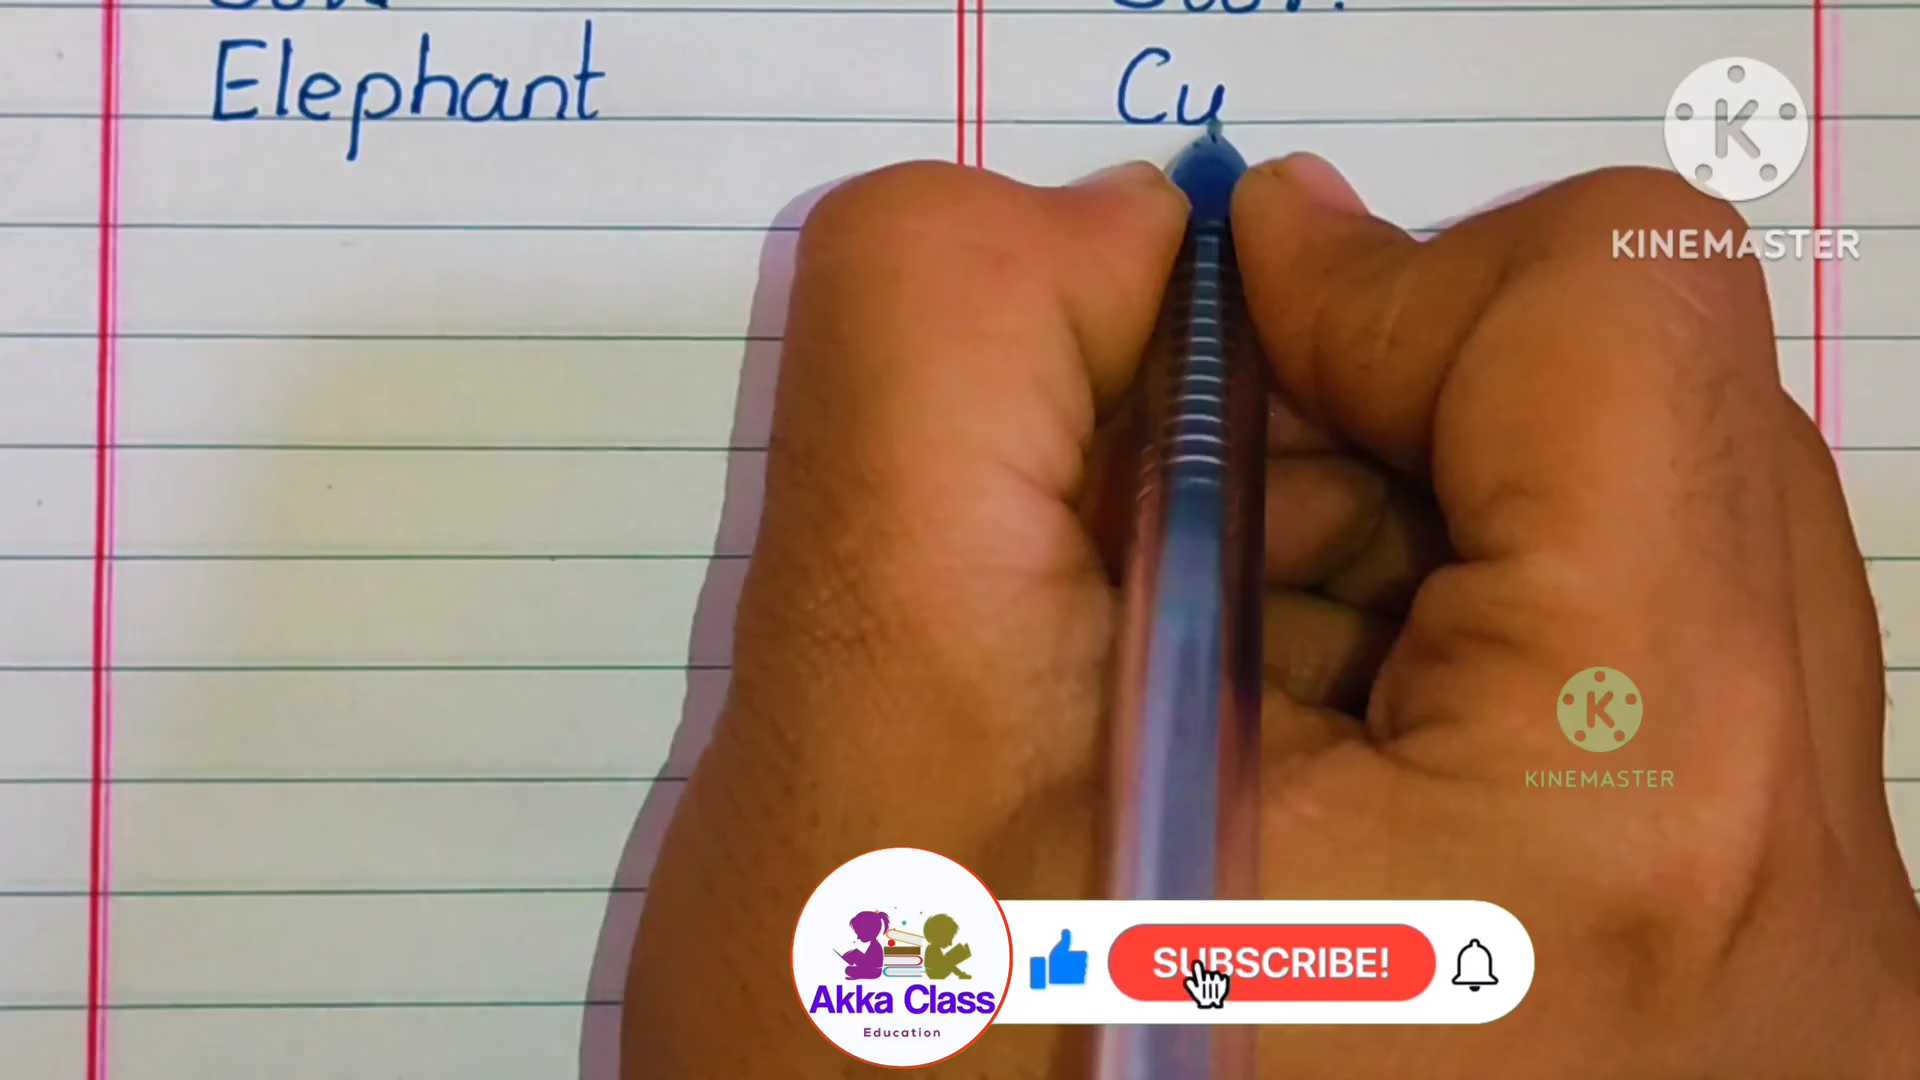 Elephant
Cu
K
KINEMASTER
K
KINEMASTER
SUBSCRIBE!
Akka Class
Education